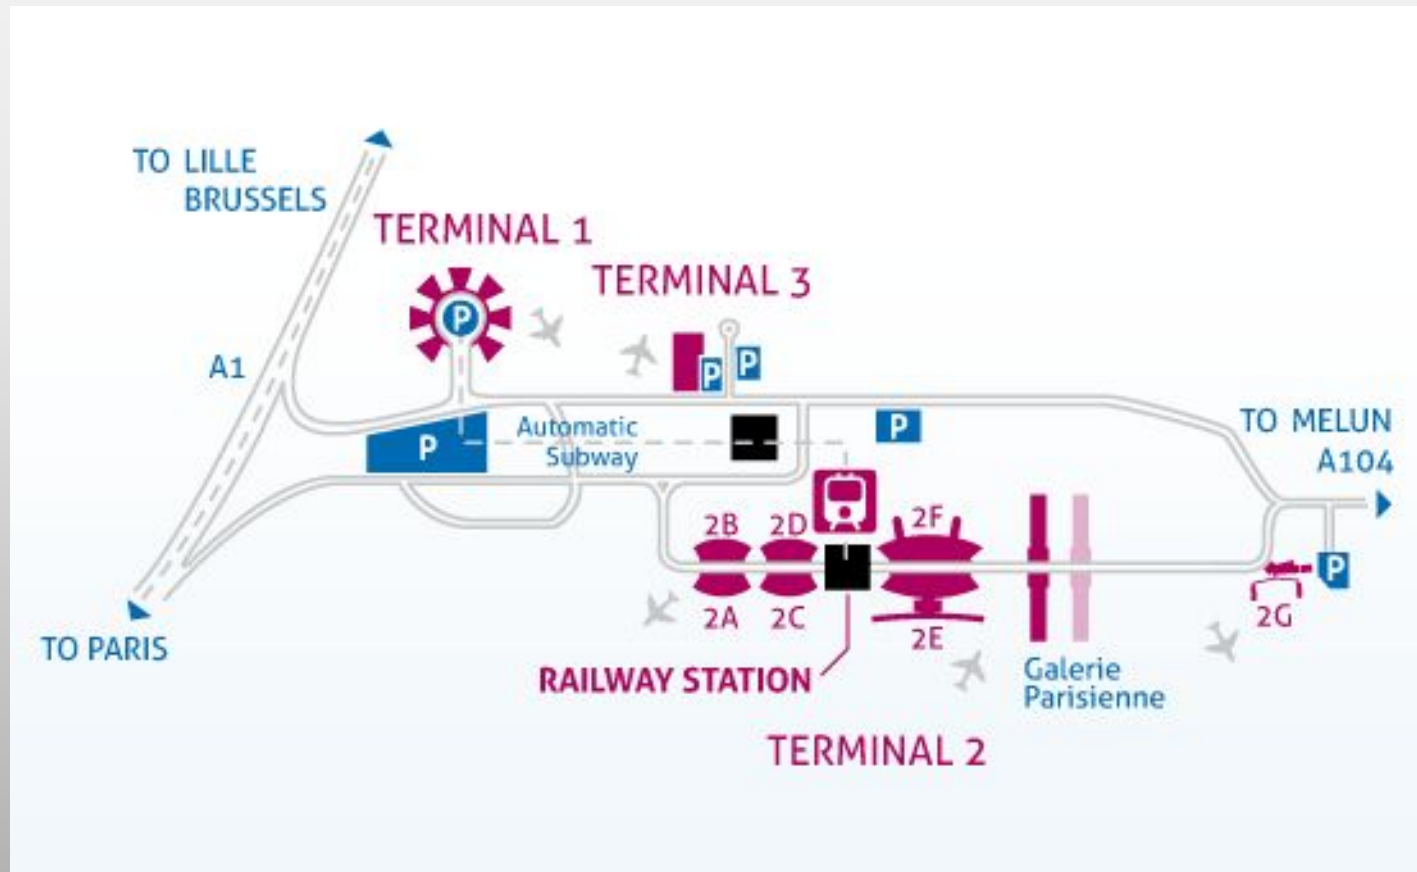 TO LILLE
BRUSSELS
TERMINAL 1
TERMINAL 3
P
P
P
A1
P
P
Automatic
Subway
TO MELUN
A104
2B
2D
2F
P
2A
2C
2E
2G
TO PARIS
RAILWAY STATION
Galerie
Parisienne
TERMINAL 2